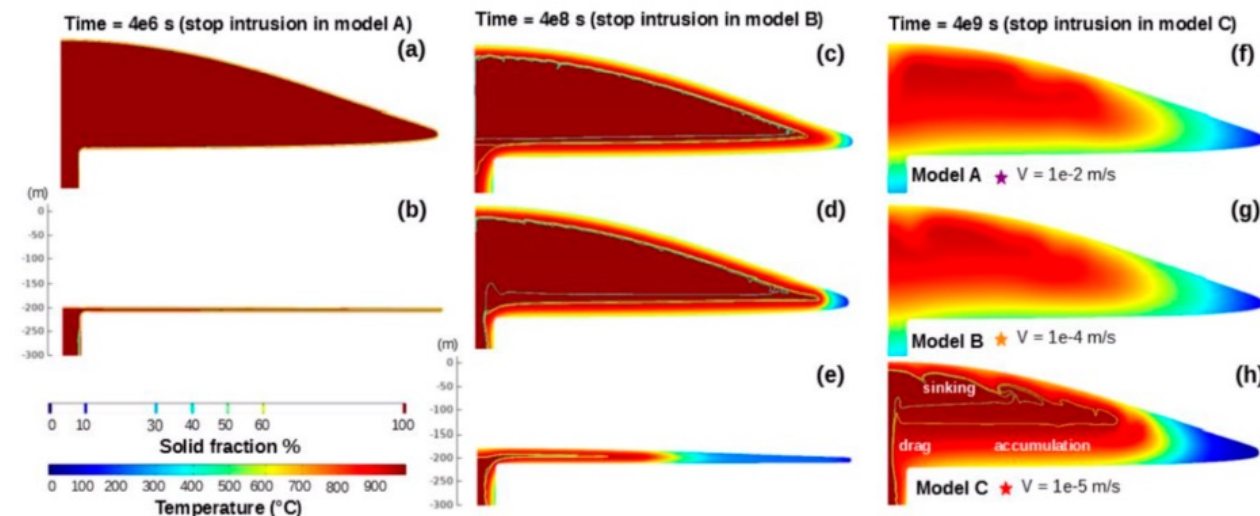 Time = 4e6 s (stop intrusion in model A)
Time = 4e8 s (stop intrusion in model B)
Time = 4e9 s (stop intrusion in model C)
(a)
(c)
(f)
Model A V = 1e-2 m/s
(m)
0
-50
-100
-150
-200
-250
-300
(b)
(d)
(g)
Model B V = 1e-4 m/s
(m)
0
-50
-100
-150
-200
-250
-300
(e)
(h)
sinking
drag accumulation
Model C V = 1e-5 m/s
0 10 30 40 50 60 100
Solid fraction %
0 100 200 300 400 500 600 700 800 900
Temperature (°C)